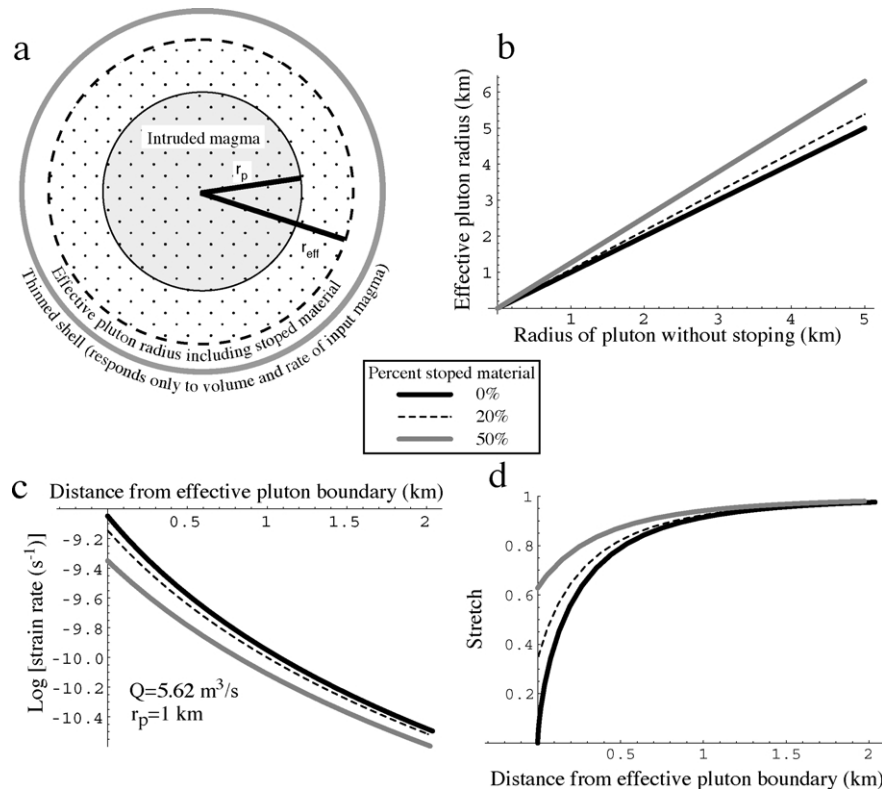 a
Intruded magma
r_p
r_eff
Effective pluton radius including stoped material
Thinned shell (responds only to volume and rate of input magma)
b
Effective pluton radius (km)
6
5
4
3
2
1
1 2 3 4 5
Radius of pluton without stoping (km)
Percent stoped material
0%
20%
50%
c
Distance from effective pluton boundary (km)
0.5 1 1.5 2
Log [strain rate (s⁻¹)]
-9.2
-9.4
-9.6
-9.8
-10.0
-10.2
-10.4
Q=5.62 m³/s
r_p=1 km
d
Stretch
1
0.8
0.6
0.4
0.2
0.5 1 1.5 2
Distance from effective pluton boundary (km)